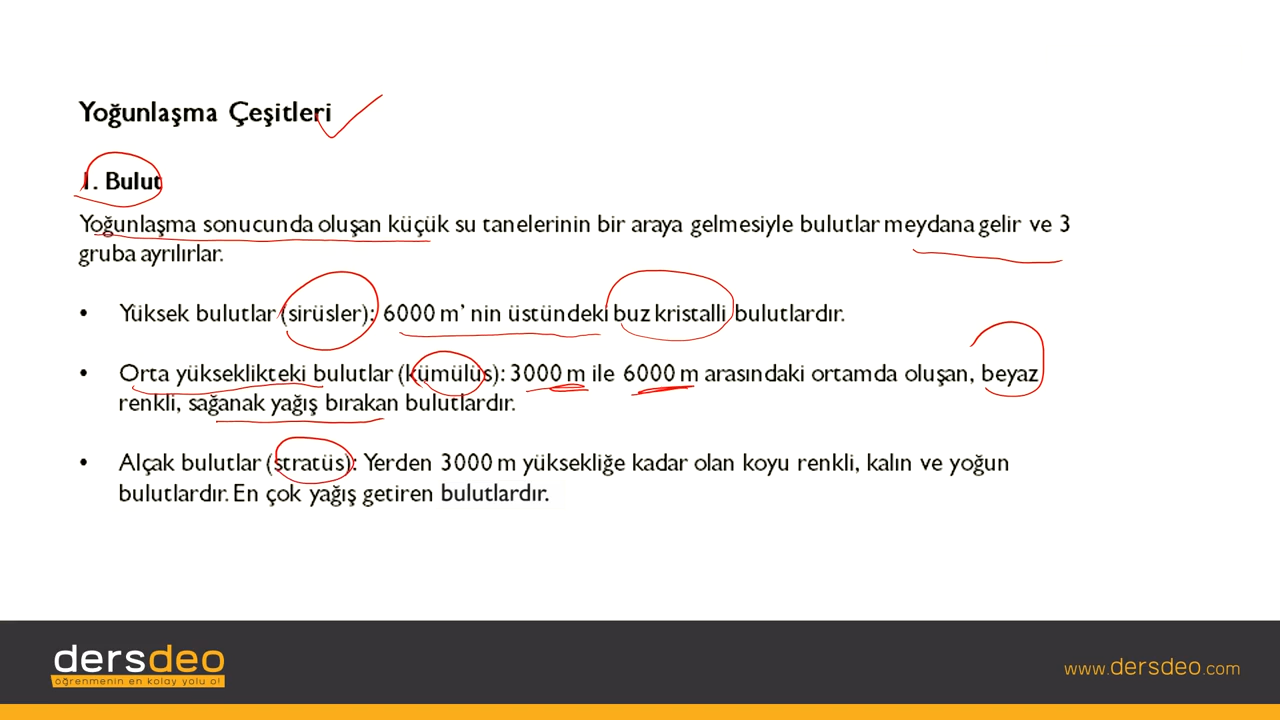 Yoğunlaşma Çeşitleri
1. Bulut
Yoğunlaşma sonucunda oluşan küçük su tanelerinin bir araya gelmesiyle bulutlar meydana gelir ve 3
gruba ayrılırlar.
• Yüksek bulutlar (sirüsler): 6000 m' nin üstündeki buz kristalli bulutlardır.
• Orta yükseklikteki bulutlar (kümülüs): 3000 m ile 6000 m arasındaki ortamda oluşan, beyaz
renkli, sağanak yağış bırakan bulutlardır.
• Alçak bulutlar (stratüs): Yerden 3000 m yüksekliğe kadar olan koyu renkli, kalın ve yoğun
bulutlardır. En çok yağış getiren bulutlardır.
dersdeo
öğrenmenin en kolay yolu o!
www.dersdeo.com